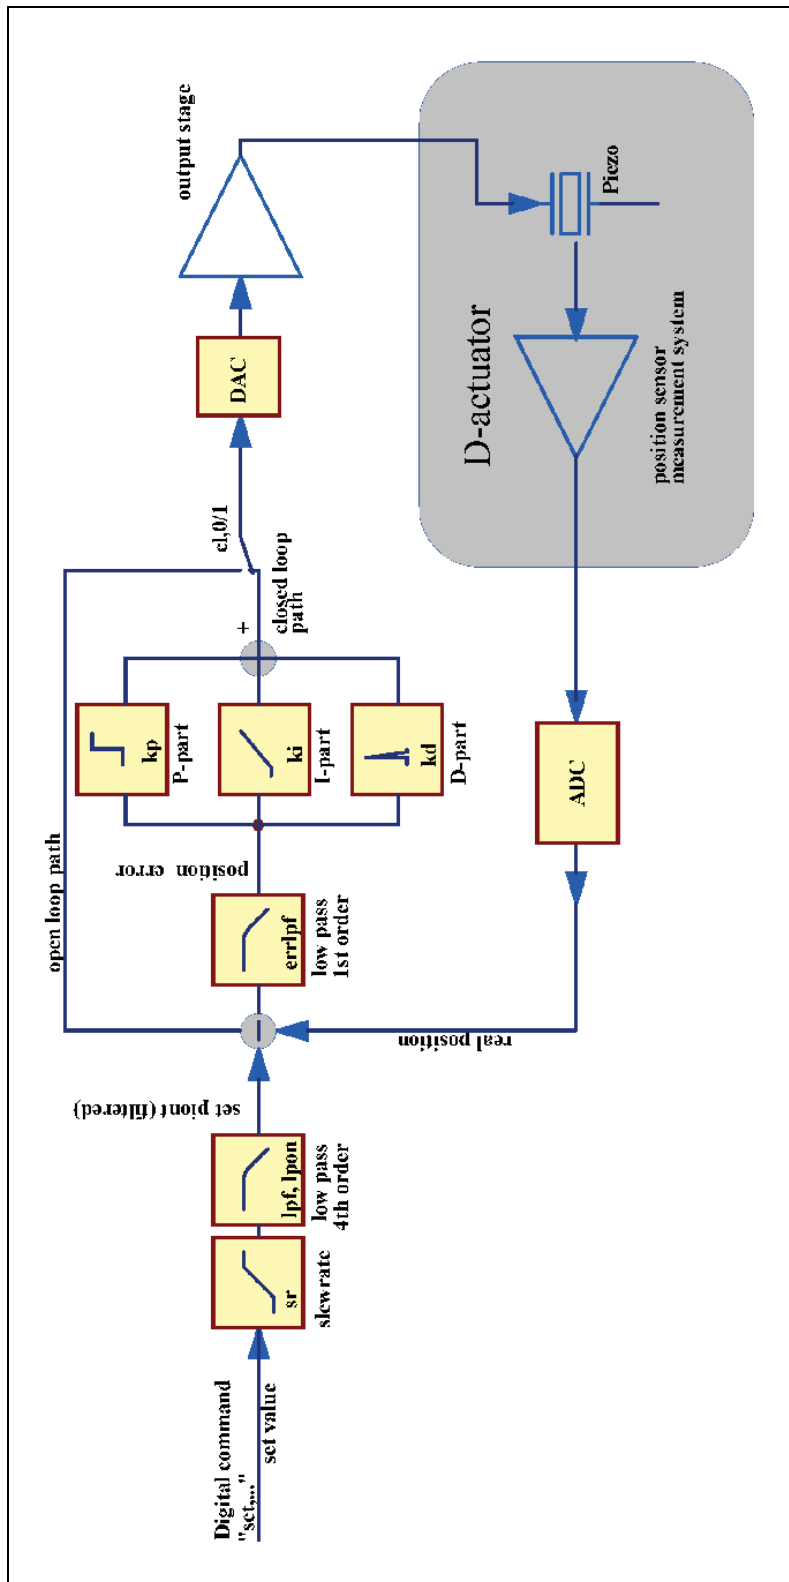 Digital command
"set,..."
set value
sr
slewrate
lpf, lpon
low pass
4th order
set piont (filtered)
open loop path
errlpf
low pass
1st order
position error
kp
P-part
ki
I-part
kd
D-part
+
closed loop
path
cl,0/1
DAC
output stage
D-actuator
Piezo
position sensor
measurement system
ADC
real position